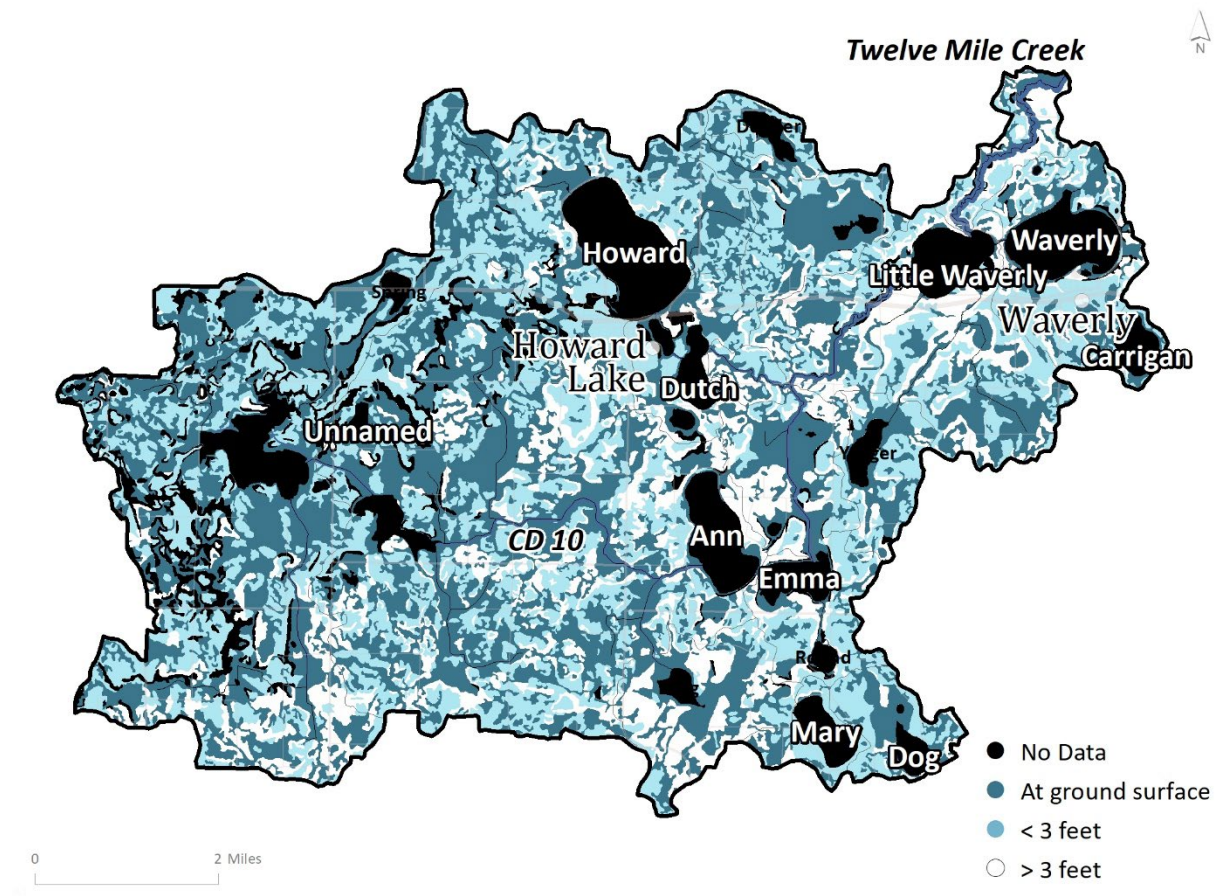 N
Twelve Mile Creek
Howard
Waverly
Little Waverly
Spring
Waverly
Carrigan
Howard
Lake
Dutch
Unnamed
CD 10
Ann
Emma
Mary
Dog
No Data
At ground surface
< 3 feet
> 3 feet
0
2 Miles